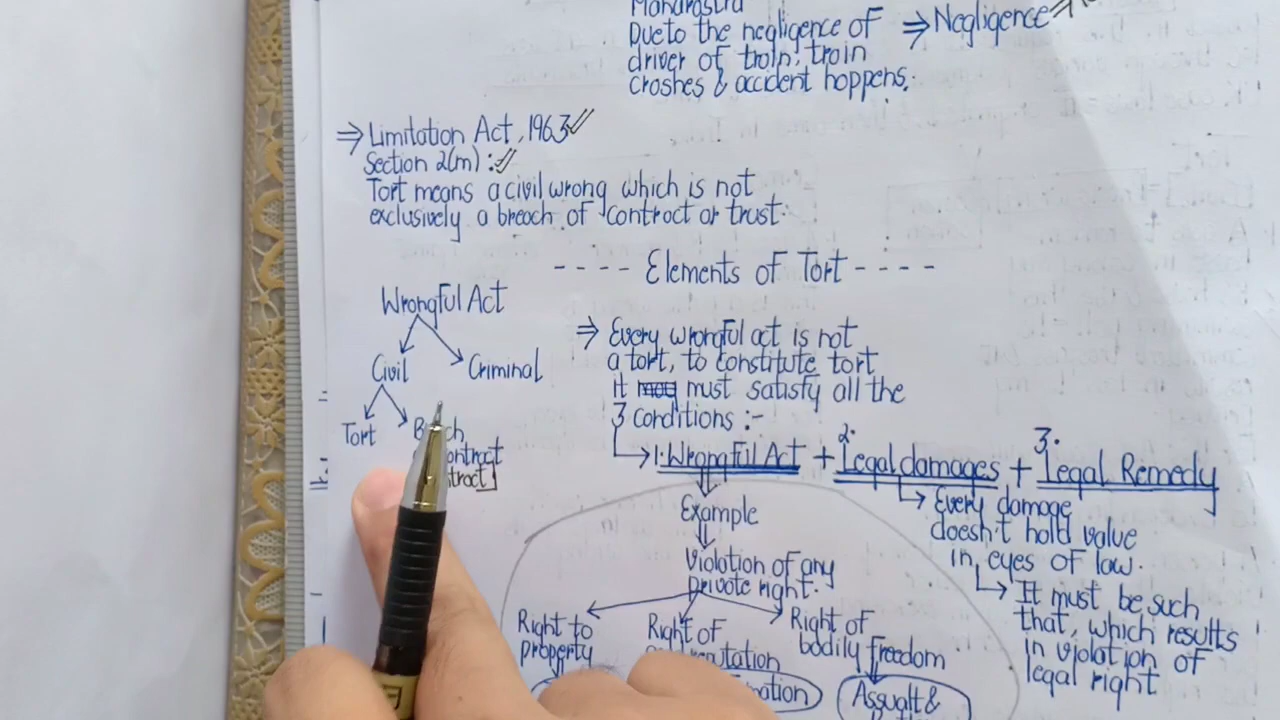 Due to the negligence of
driver of train, train
crashes & accident happens.
⇒ Negligence ⇒
⇒ Limitation Act, 1963
Section 2(m) :
Tort means a civil wrong which is not
exclusively a breach of contract or trust.
---- Elements of Tort ----
Wrongful Act
Civil
Criminal
Tort
⇒ Every wrongful act is not
a tort, to constitute tort
it must satisfy all the
3 conditions :-
1. Wrongful Act + 2. Legal damages + 3. Legal Remedy
Example
Violation of any
private right.
Right to
property
Right of
Right of
bodily freedom
Assualt &
Every damage
doesn't hold value
in eyes of law.
It must be such
that, which results
in violation of
legal right